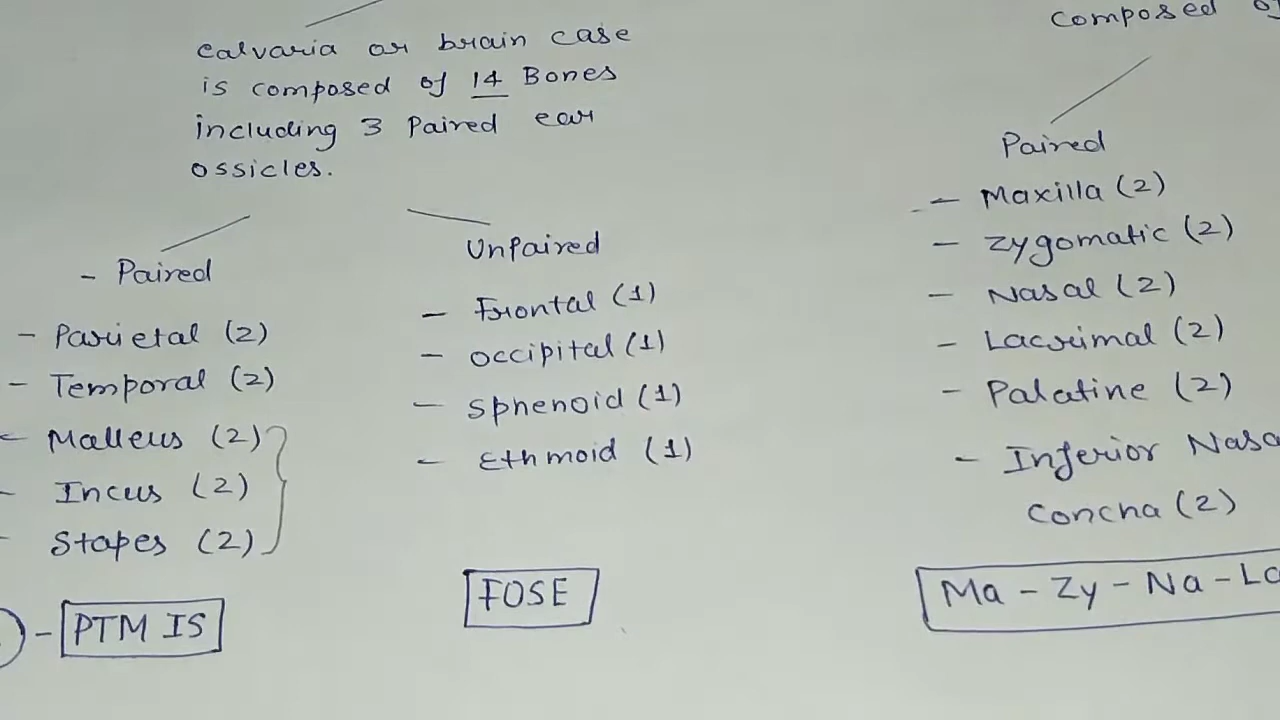 calvaria or brain case
is composed of 14 Bones
including 3 Paired ear
ossicles.
- Paired
- Parietal (2)
- Temporal (2)
- Malleus (2)
- Incus (2)
- Stapes (2)
- PTM IS
Unpaired
- Frontal (1)
- occipital (1)
- Sphenoid (1)
- Ethmoid (1)
FOSE
Composed
Paired
- Maxilla (2)
- Zygomatic (2)
- Nasal (2)
- Lacrimal (2)
- Palatine (2)
- Inferior Nasa
Concha (2)
Ma - Zy - Na - La